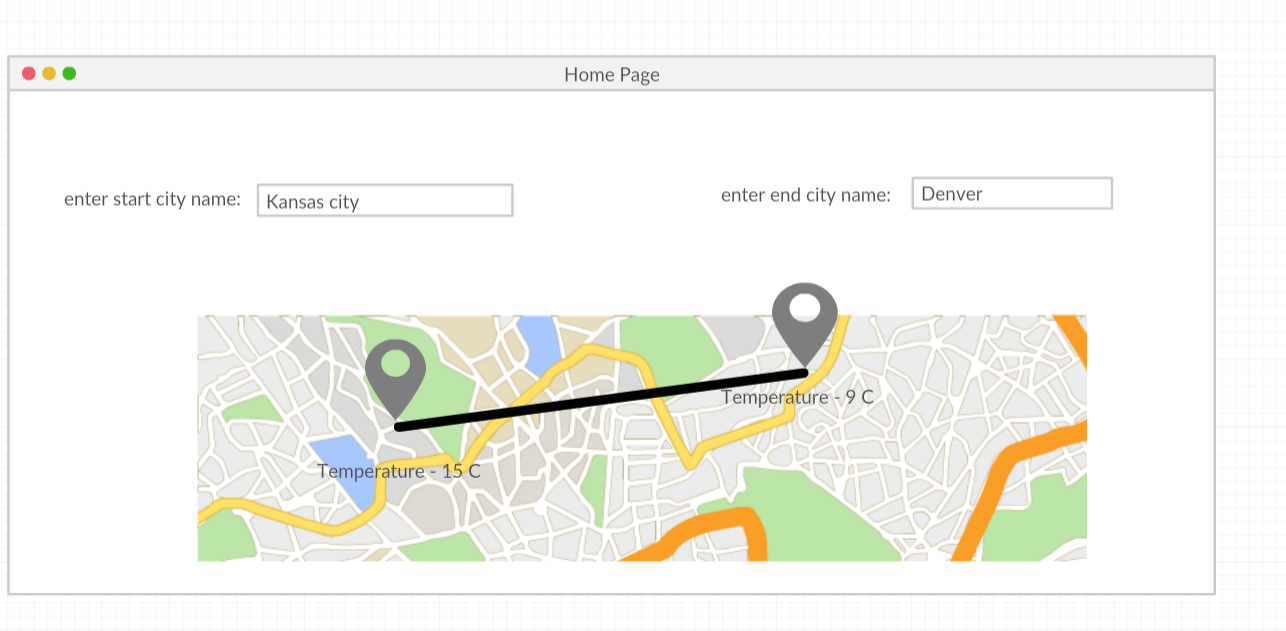 Home Page
enter start city name: Kansas city
enter end city name: Denver
Temperature - 9 C
Temperature - 15 C